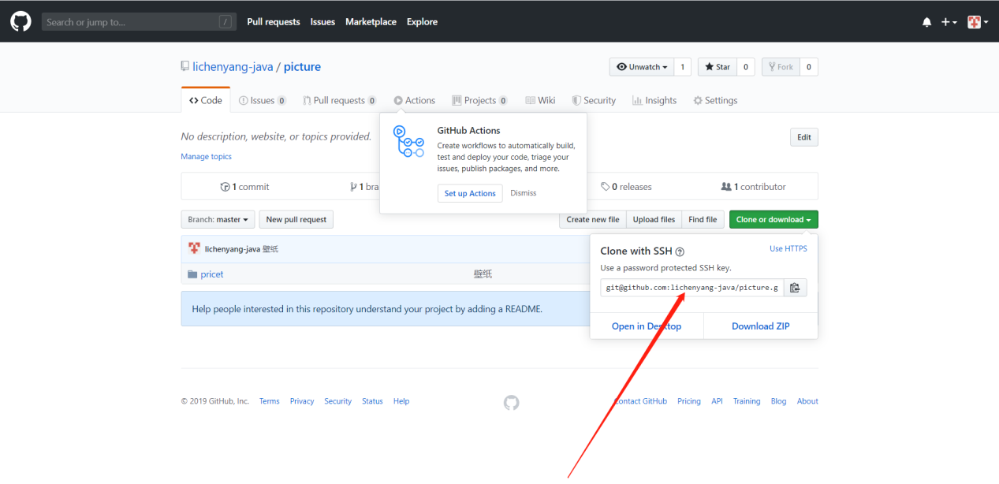 Search or jump to... / Pull requests Issues Marketplace Explore
lichenyang-java / picture Unwatch 1 Star 0 Fork 0
Code Issues 0 Pull requests 0 Actions Projects 0 Wiki Security Insights Settings
GitHub Actions
Create workflows to automatically build,
test and deploy your code, triage your
issues, publish packages, and more.
Set up Actions Dismiss
No description, website, or topics provided. Edit
Manage topics
1 commit 1 bra 0 releases 1 contributor
Branch: master New pull request Create new file Upload files Find file Clone or download
lichenyang-java 壁纸
pricet 壁纸
Help people interested in this repository understand your project by adding a README.
Clone with SSH ? Use HTTPS
Use a password protected SSH key.
git@github.com:lichenyang-java/picture.g
Open in Desktop Download ZIP
© 2019 GitHub, Inc. Terms Privacy Security Status Help Contact GitHub Pricing API Training Blog About